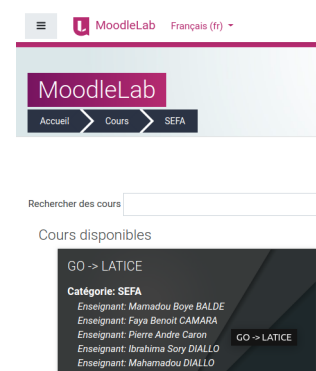 MoodleLab Français (fr)
MoodleLab
Accueil Cours SEFA
Rechercher des cours
Cours disponibles
GO -> LATICE
Catégorie: SEFA
Enseignant: Mamadou Boye BALDE
Enseignant: Faya Benoit CAMARA
Enseignant: Pierre Andre Caron
GO -> LATICE
Enseignant: Ibrahima Sory DIALLO
Enseignant: Mahamadou DIALLO